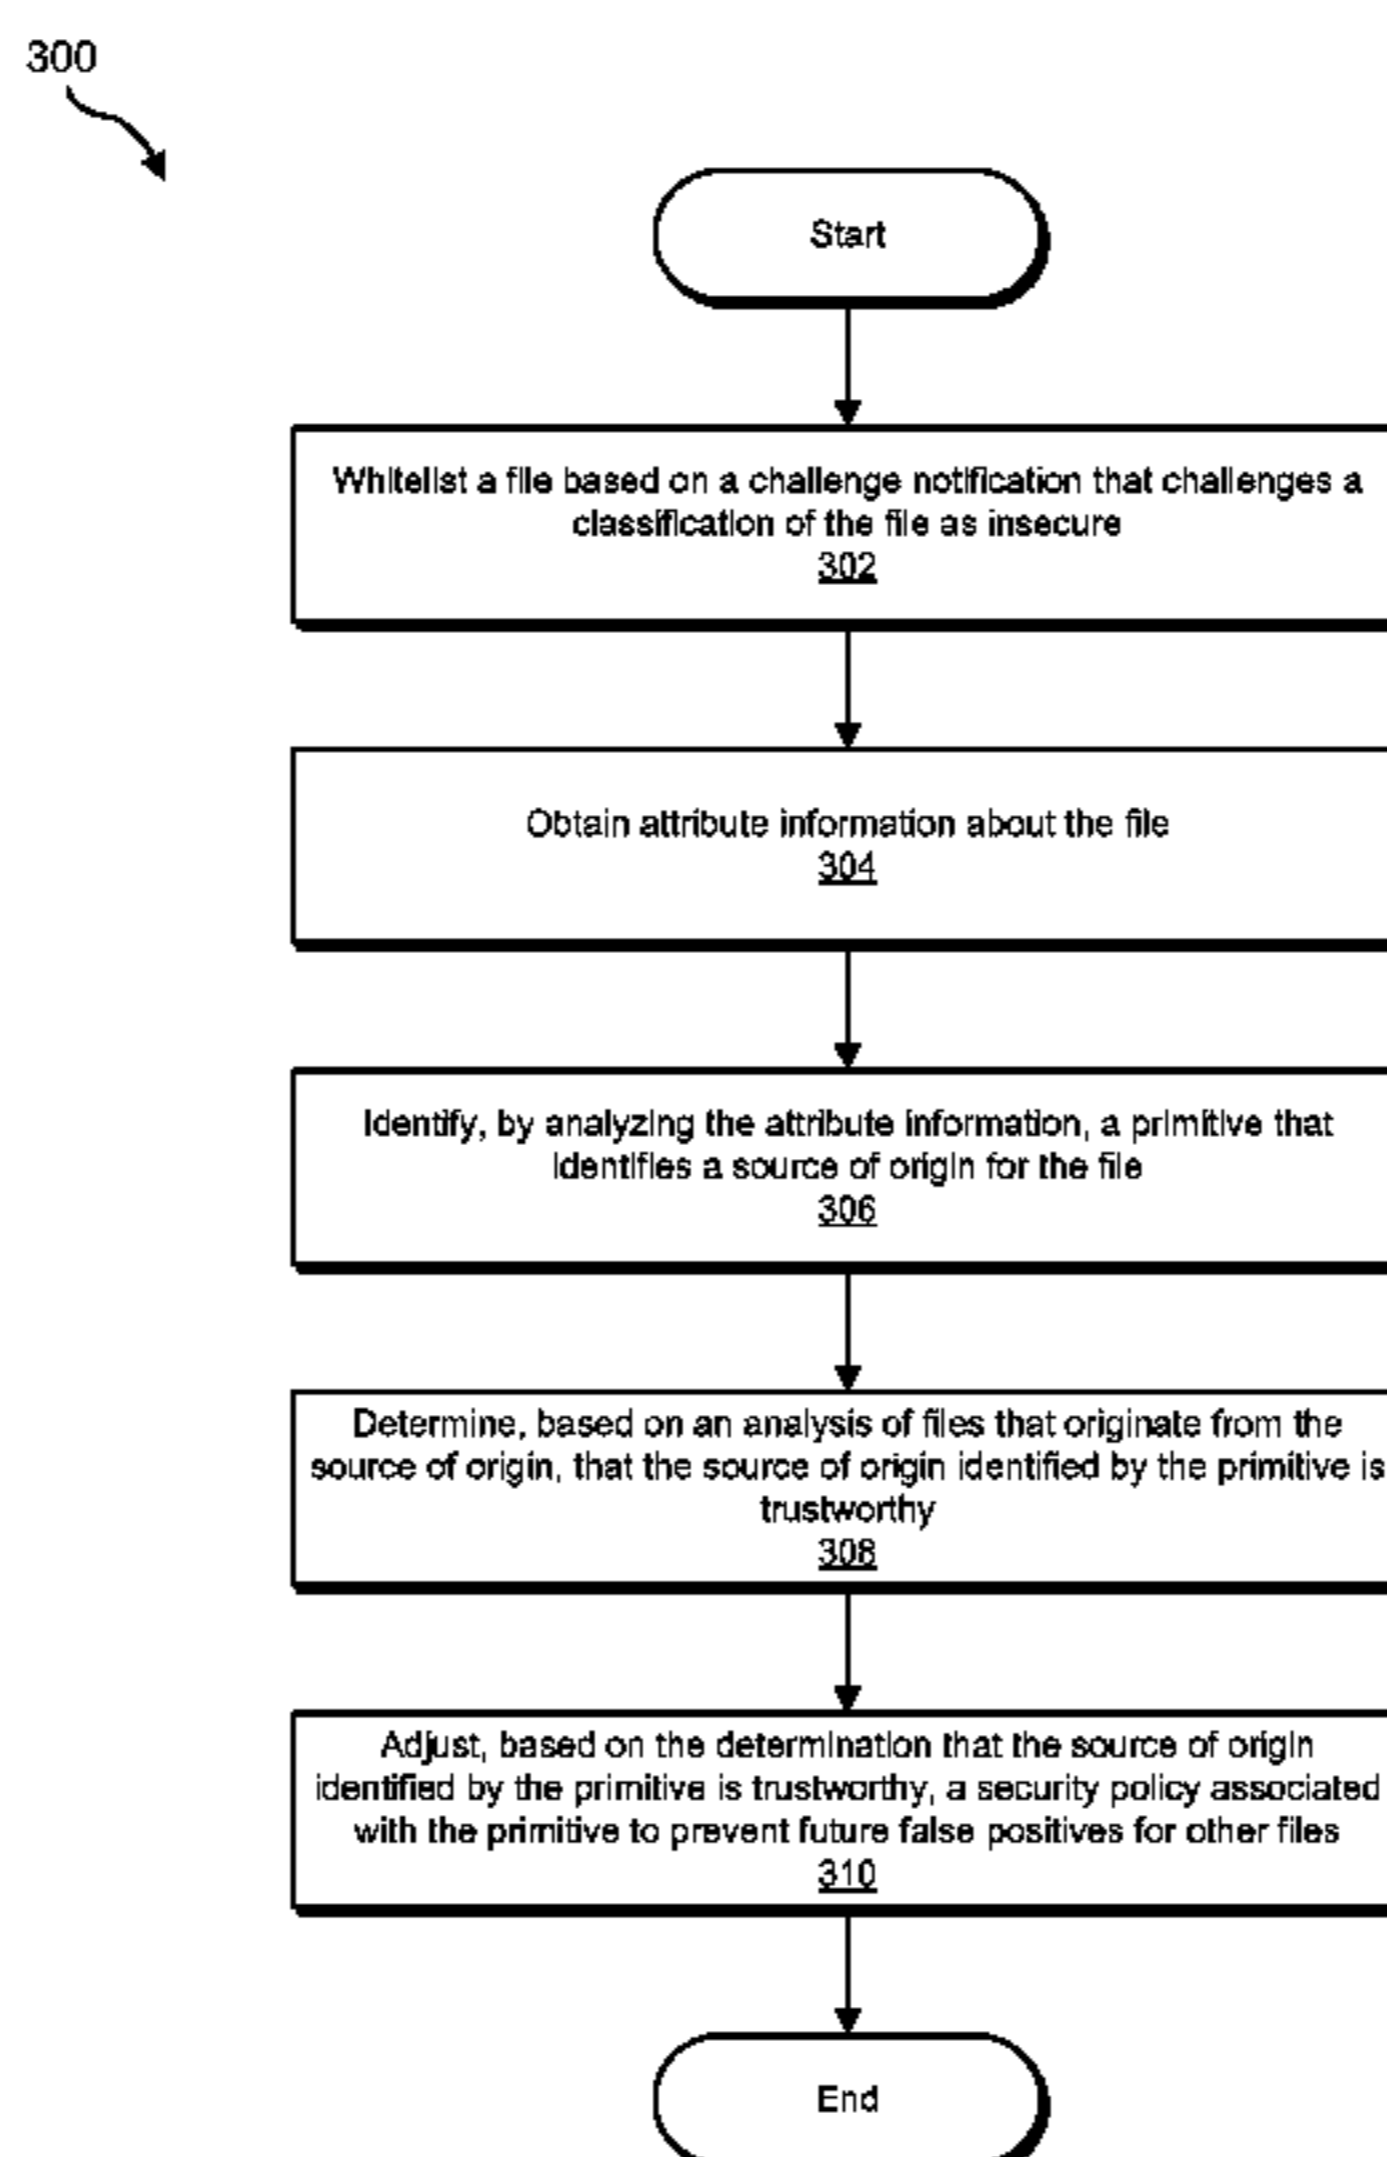 300
Start
Whitelist a file based on a challenge notification that challenges a
classification of the file as insecure
302
Obtain attribute information about the file
304
Identify, by analyzing the attribute information, a primitive that
identifies a source of origin for the file
306
Determine, based on an analysis of files that originate from the
source of origin, that the source of origin identified by the primitive is
trustworthy
308
Adjust, based on the determination that the source of origin
identified by the primitive is trustworthy, a security policy associated
with the primitive to prevent future false positives for other files
310
End